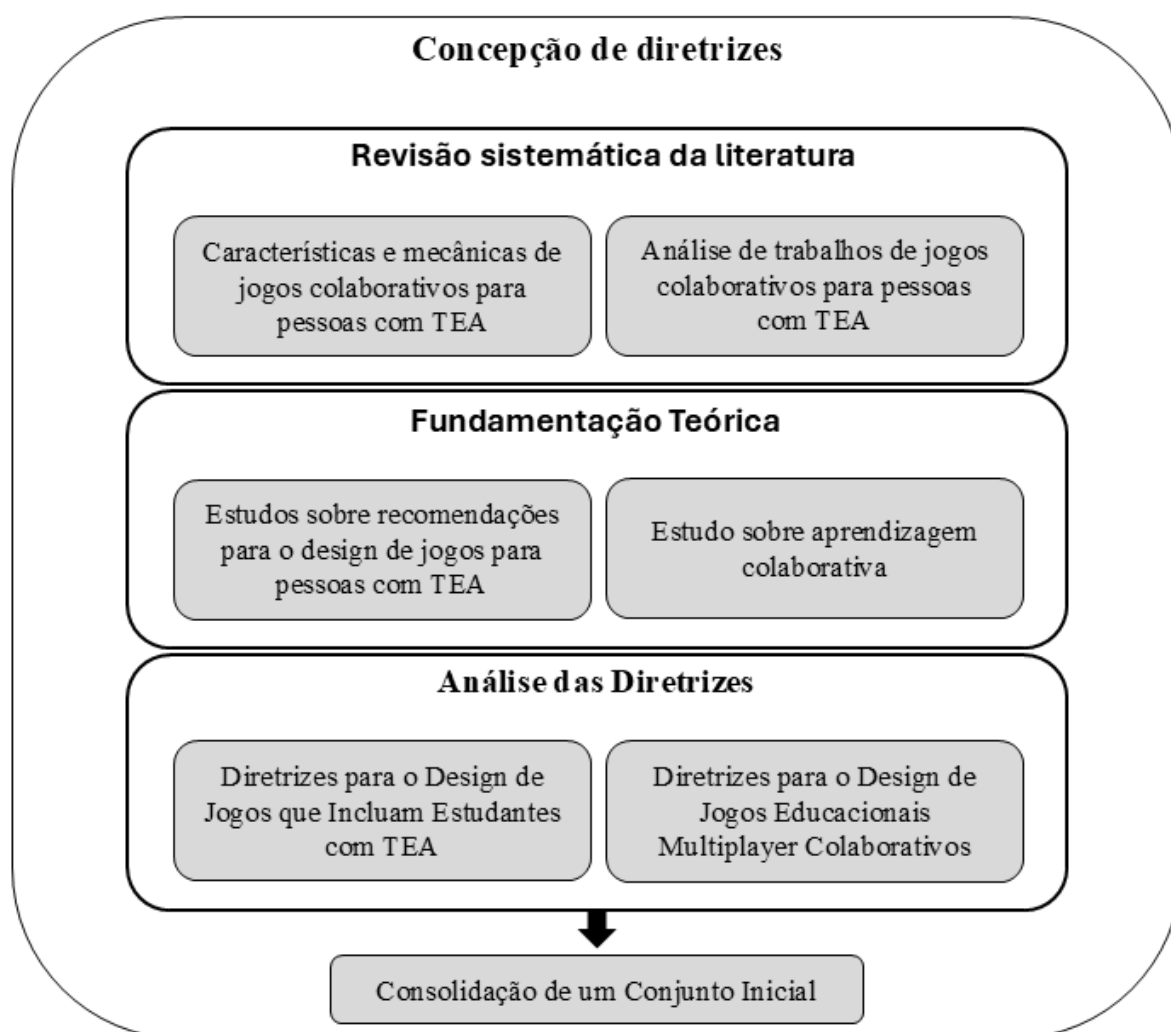 Concepção de diretrizes
Revisão sistemática da literatura
Características e mecânicas de
jogos colaborativos para
pessoas com TEA
Análise de trabalhos de jogos
colaborativos para pessoas
com TEA
Fundamentação Teórica
Estudos sobre recomendações
para o design de jogos para
pessoas com TEA
Estudo sobre aprendizagem
colaborativa
Análise das Diretrizes
Diretrizes para o Design de
Jogos que Incluam Estudantes
com TEA
Diretrizes para o Design de
Jogos Educacionais
Multiplayer Colaborativos
Consolidação de um Conjunto Inicial